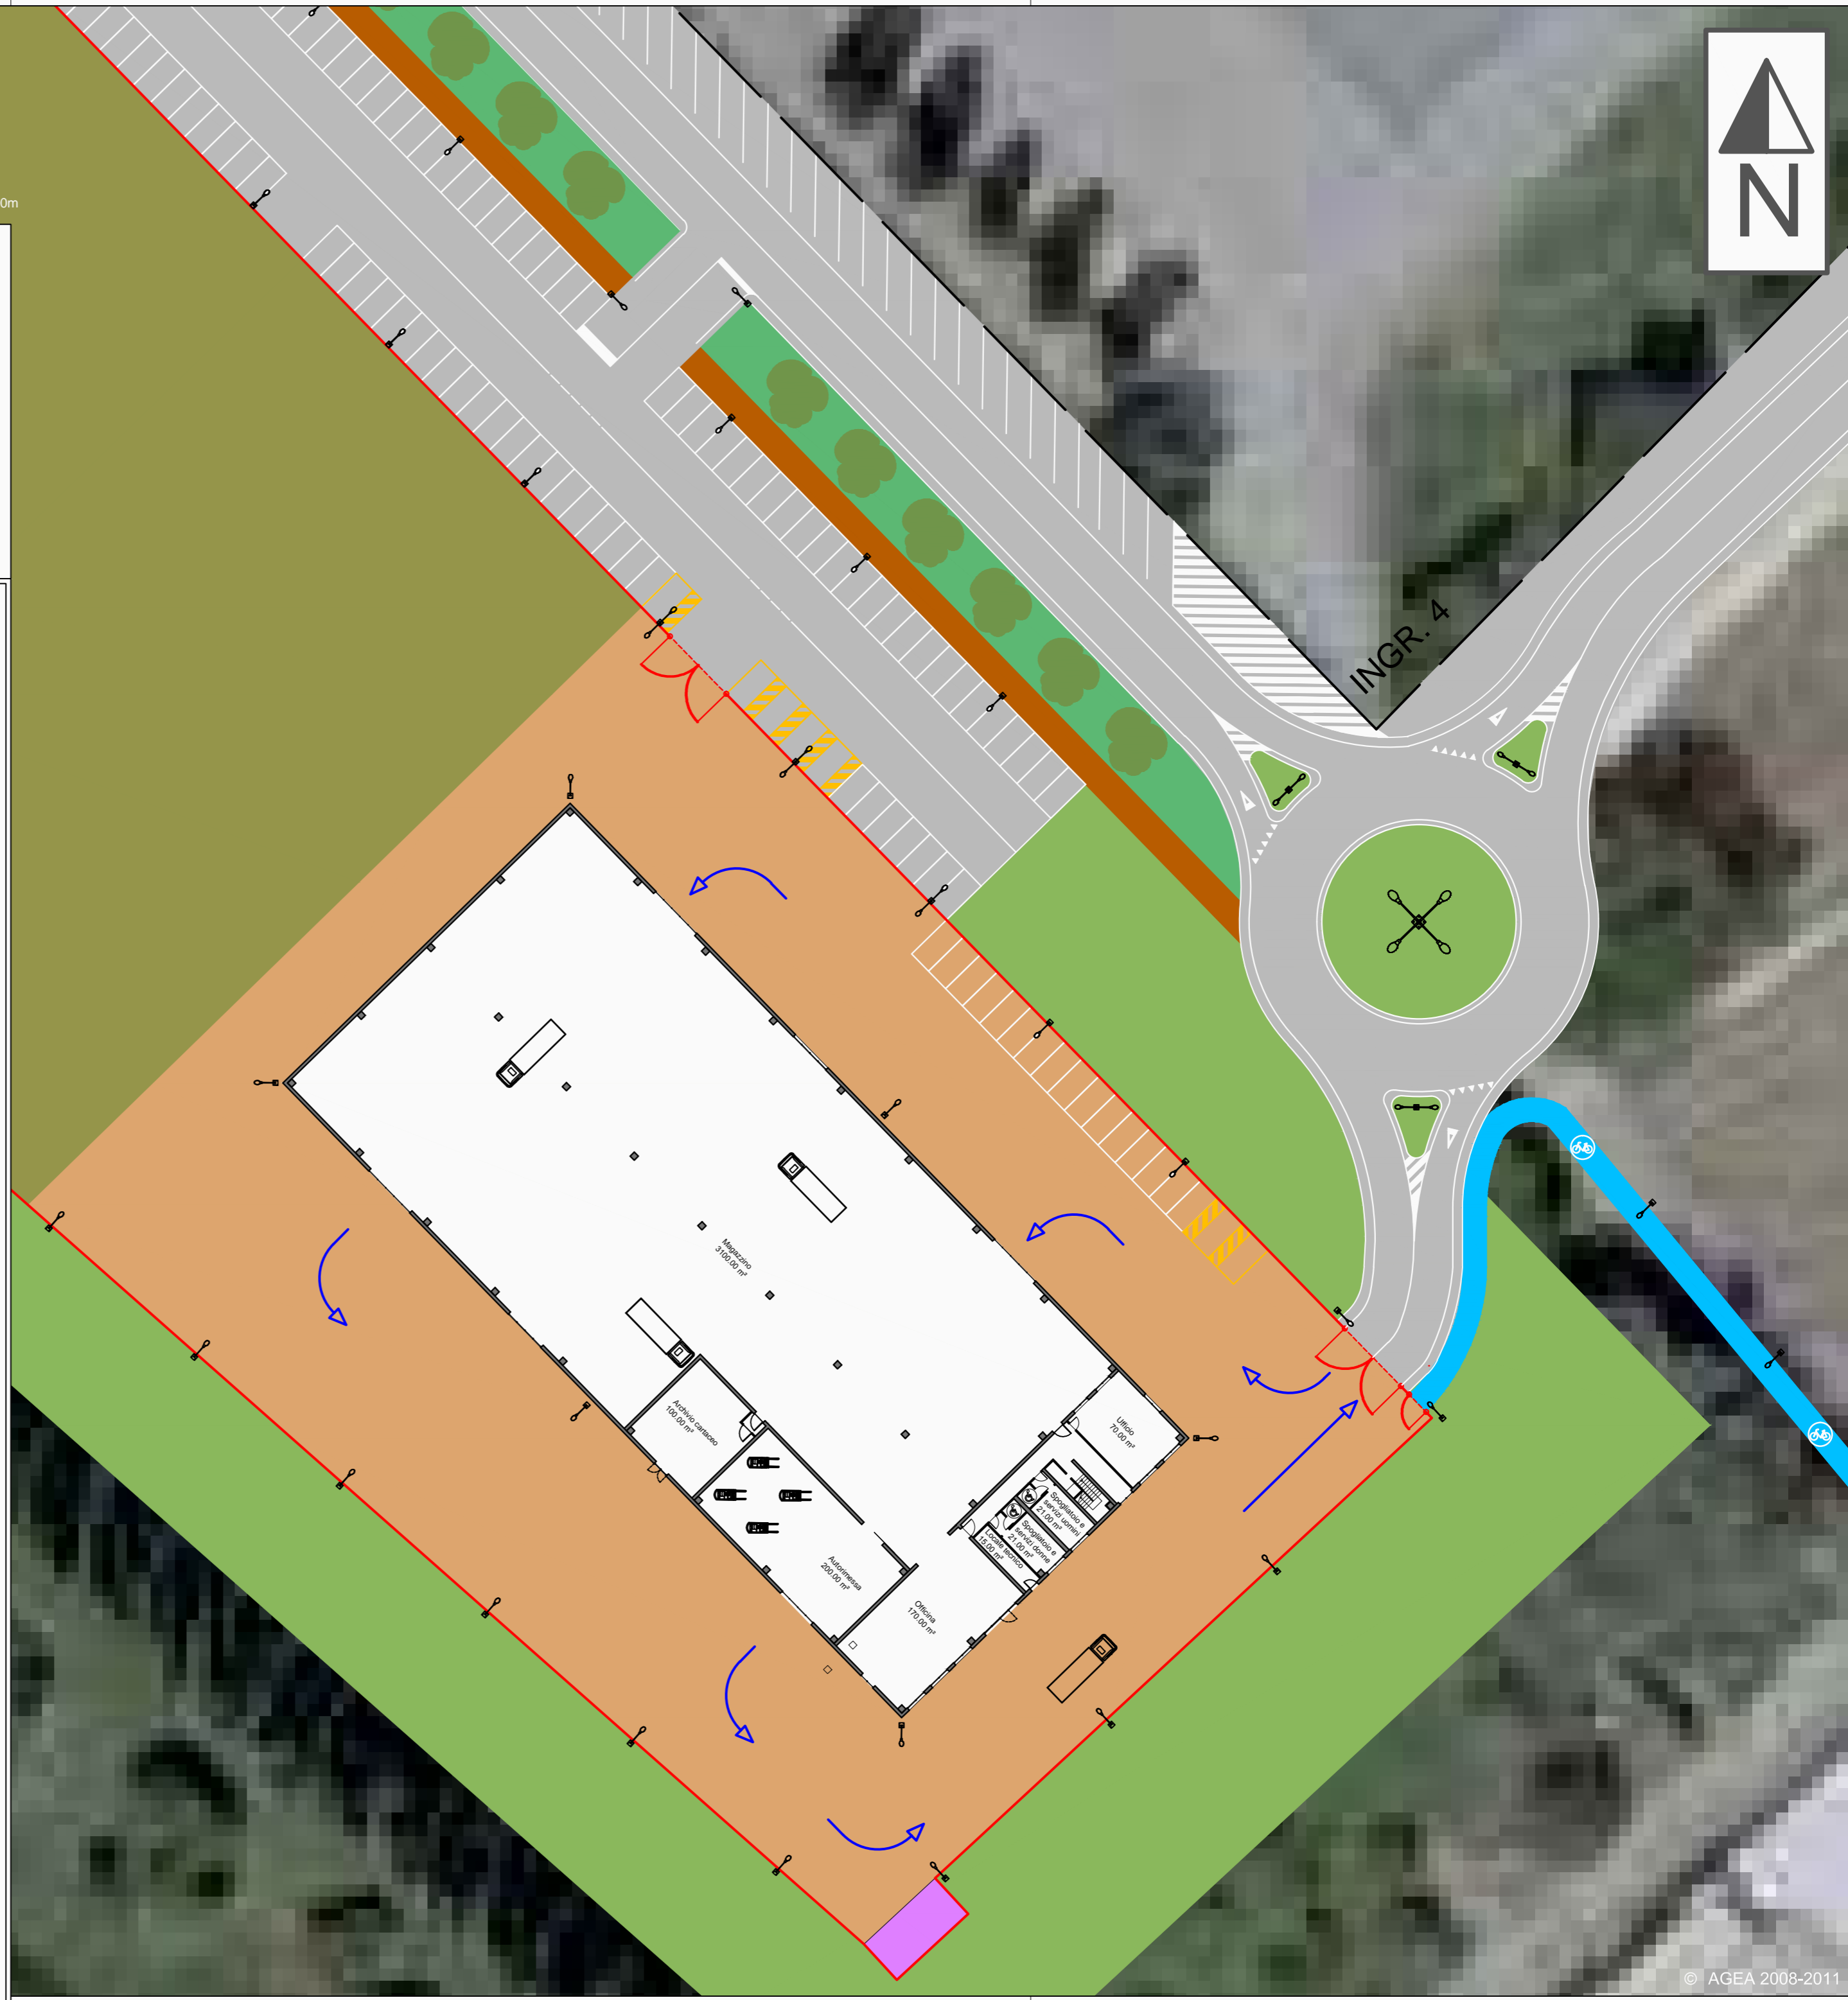 N
0m
INGR. 4
Magazzino
3100.00 m²
Archivio cartaceo
100.00 m²
Ufficio
70.00 m²
Spogliatoio e
servizi uomini
21.00 m²
Spogliatoio e
servizi donne
21.00 m²
Locale tecnico
15.00 m²
Autorimessa
200.00 m²
Officina
170.00 m²
© AGEA 2008-2011